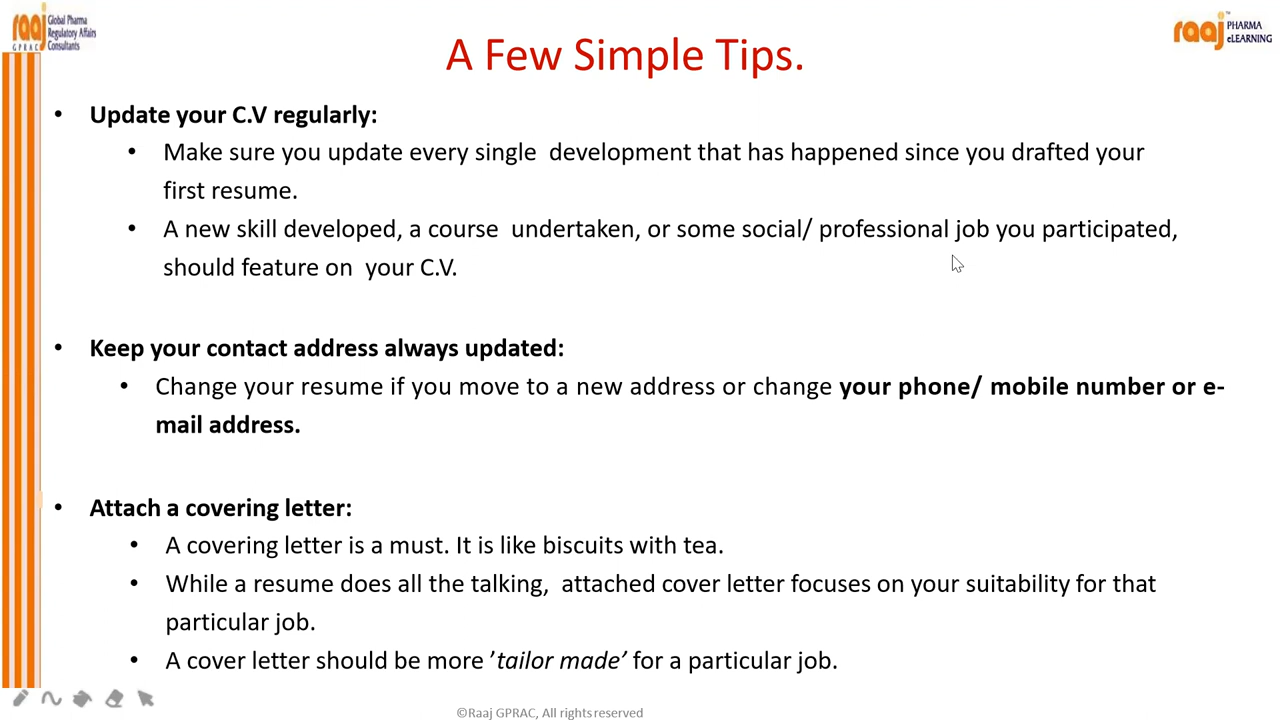 raaj
GPRAC
Global Pharma
Regulatory Affairs
Consultants
raaj
PHARMA
eLEARNING
A Few Simple Tips.
• Update your C.V regularly:
• Make sure you update every single  development that has happened since you drafted your
first resume.
• A new skill developed, a course  undertaken, or some social/ professional job you participated,
should feature on  your C.V.
• Keep your contact address always updated:
• Change your resume if you move to a new address or change your phone/ mobile number or e-
mail address.
• Attach a covering letter:
• A covering letter is a must. It is like biscuits with tea.
• While a resume does all the talking,  attached cover letter focuses on your suitability for that
particular job.
• A cover letter should be more ’tailor made’ for a particular job.
©Raaj GPRAC, All rights reserved